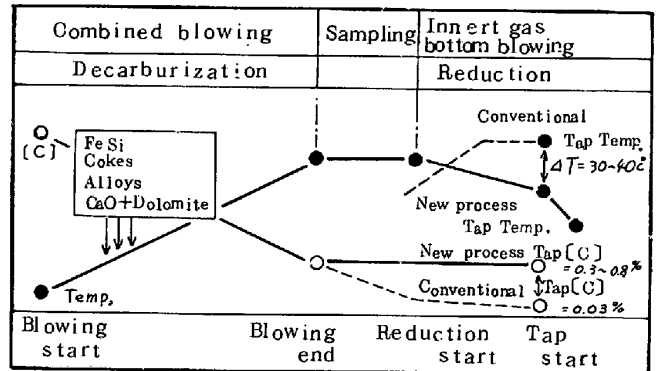 Combined blowing
Sampling
Innert gas
bottom blowing
Decarburization
Reduction
[C]
FeSi
Cokes
Alloys
CaO+Dolomite
Conventional
Tap Temp.
ΔT=30~40℃
New process
Tap Temp.
New process Tap[C]
=0.3~0.8%
Conventional
Tap[C]
=0.03%
Temp.
Blowing
start
Blowing
end
Reduction
start
Tap
start